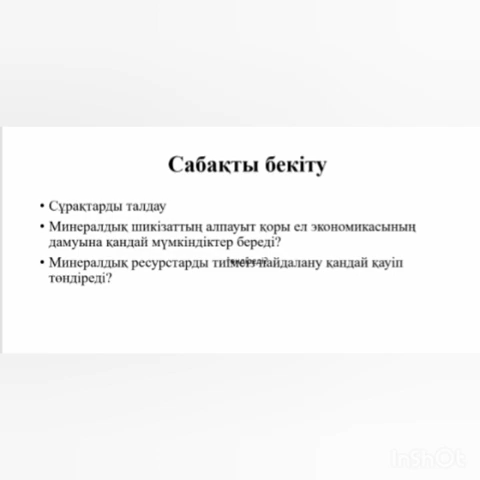 Сабақты бекіту
• Сұрақтарды талдау
• Минералдық шикізаттың алпауыт қоры ел экономикасының
дамуына қандай мүмкіндіктер береді?
• Минералдық ресурстарды пайдалану қандай қауіп
төндіреді?
InShOt